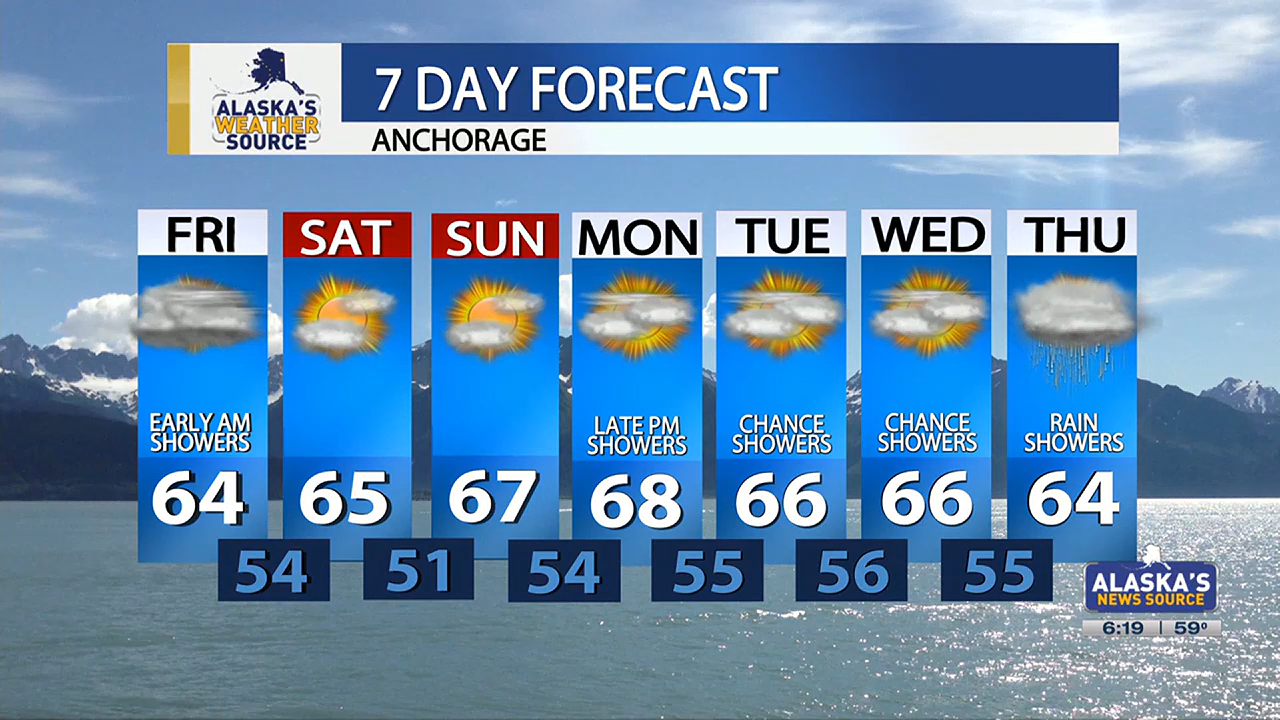 ALASKA'S
WEATHER
SOURCE
7 DAY FORECAST
ANCHORAGE
FRI
SAT
SUN
MON
TUE
WED
THU
EARLY AM
SHOWERS
LATE PM
SHOWERS
CHANCE
SHOWERS
CHANCE
SHOWERS
RAIN
SHOWERS
64
65
67
68
66
66
64
54
51
54
55
56
55
ALASKA'S
NEWS SOURCE
6:19 | 59º